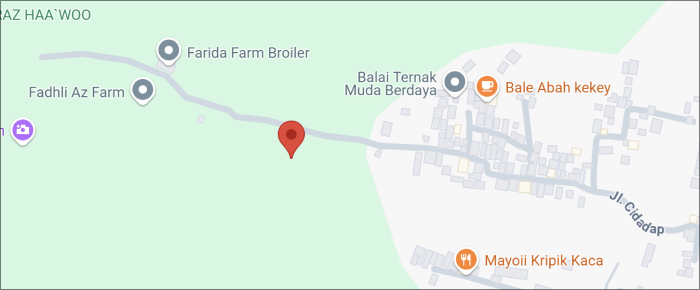 RAZ HAA`WOO
Farida Farm Broiler
Fadhli Az Farm
Balai Ternak
Muda Berdaya
Bale Abah kekey
Jl. Cidadap
Mayoii Kripik Kaca